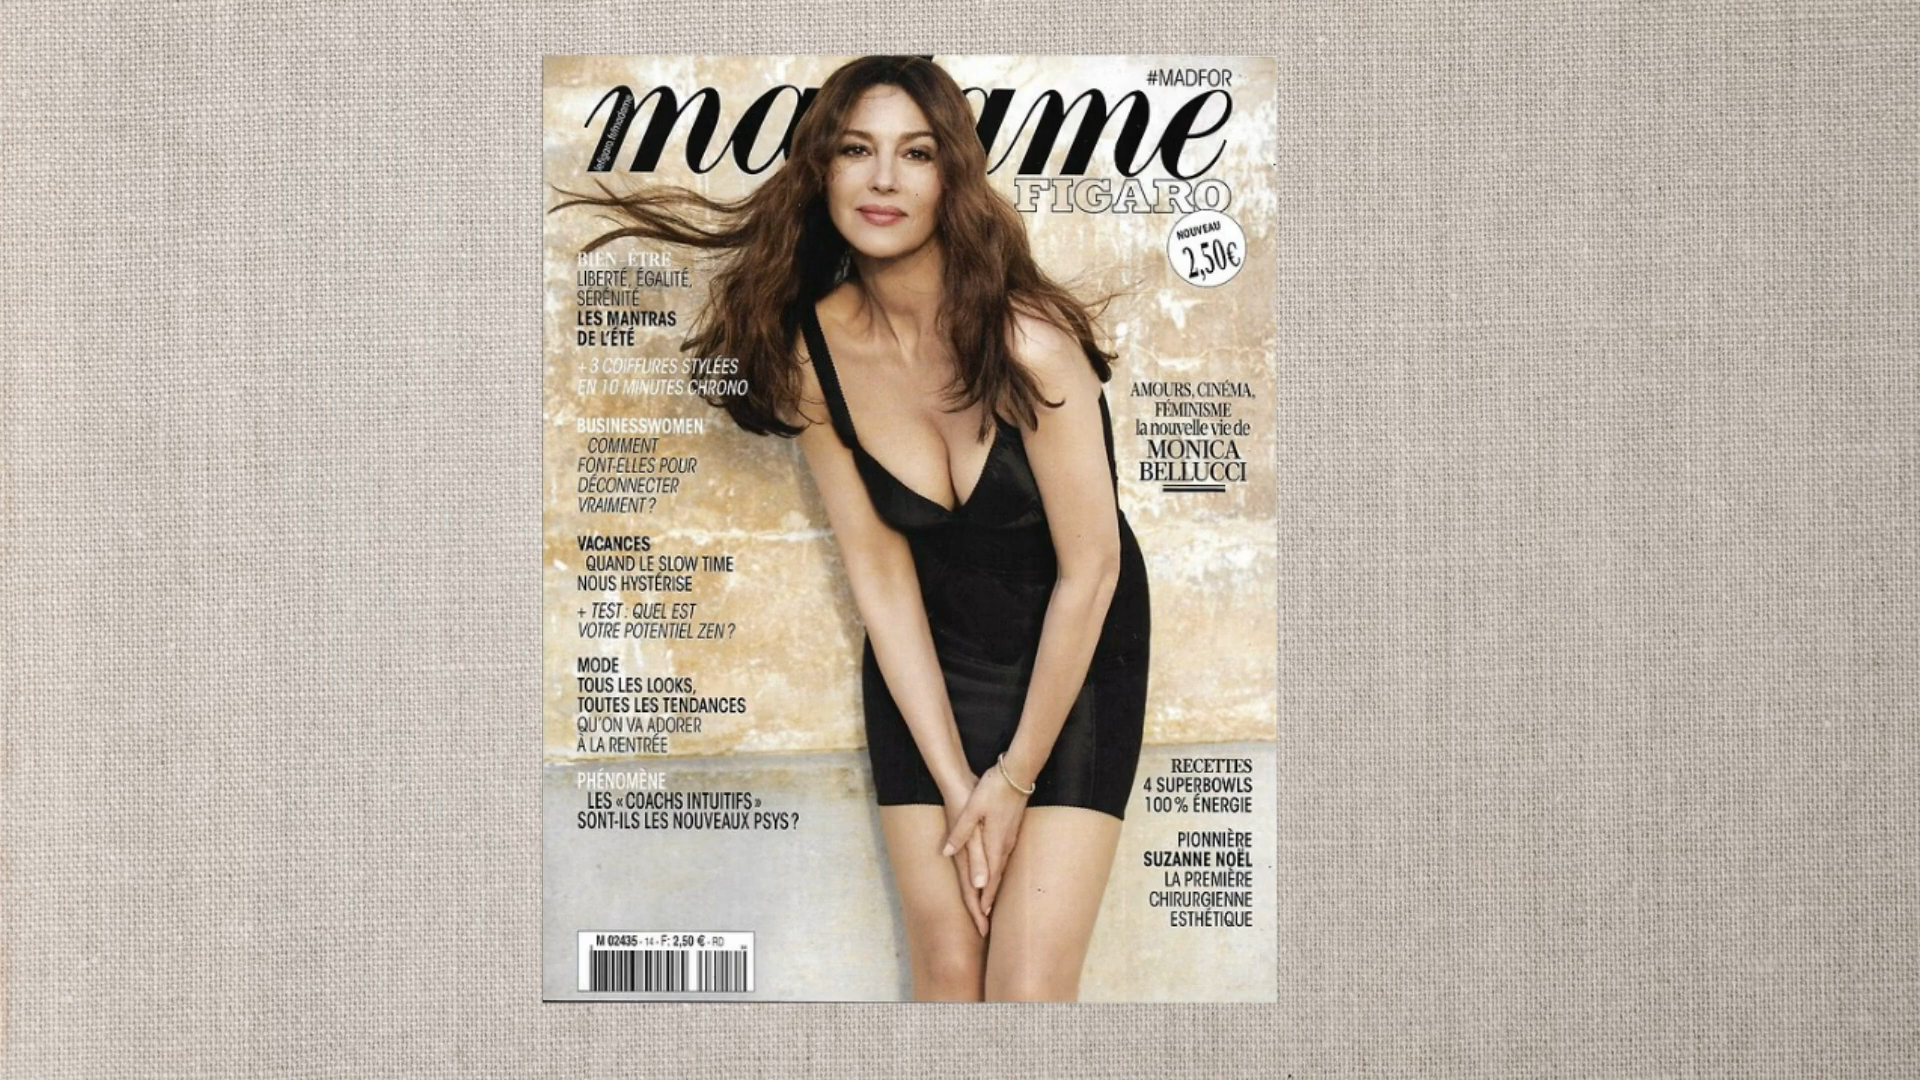 #MADFOR
madame
lefigaro.fr/madame
FIGARO
NOUVEAU
2,50€
BIEN-ÊTRE
LIBERTÉ, ÉGALITÉ,
SÉRÉNITÉ
LES MANTRAS
DE L'ÉTÉ
+ 3 COIFFURES STYLÉES
EN 10 MINUTES CHRONO
BUSINESSWOMEN
COMMENT
FONT-ELLES POUR
DÉCONNECTER
VRAIMENT ?
VACANCES
QUAND LE SLOW TIME
NOUS HYSTÉRISE
+ TEST : QUEL EST
VOTRE POTENTIEL ZEN ?
MODE
TOUS LES LOOKS,
TOUTES LES TENDANCES
QU'ON VA ADORER
À LA RENTRÉE
PHÉNOMÈNE
LES « COACHS INTUITIFS »
SONT-ILS LES NOUVEAUX PSYS ?
AMOURS, CINÉMA,
FÉMINISME
la nouvelle vie de
MONICA
BELLUCCI
RECETTES
4 SUPERBOWLS
100 % ÉNERGIE
PIONNIÈRE
SUZANNE NOËL
LA PREMIÈRE
CHIRURGIENNE
ESTHÉTIQUE
M 02435 - 14 - F: 2,50 € - RD